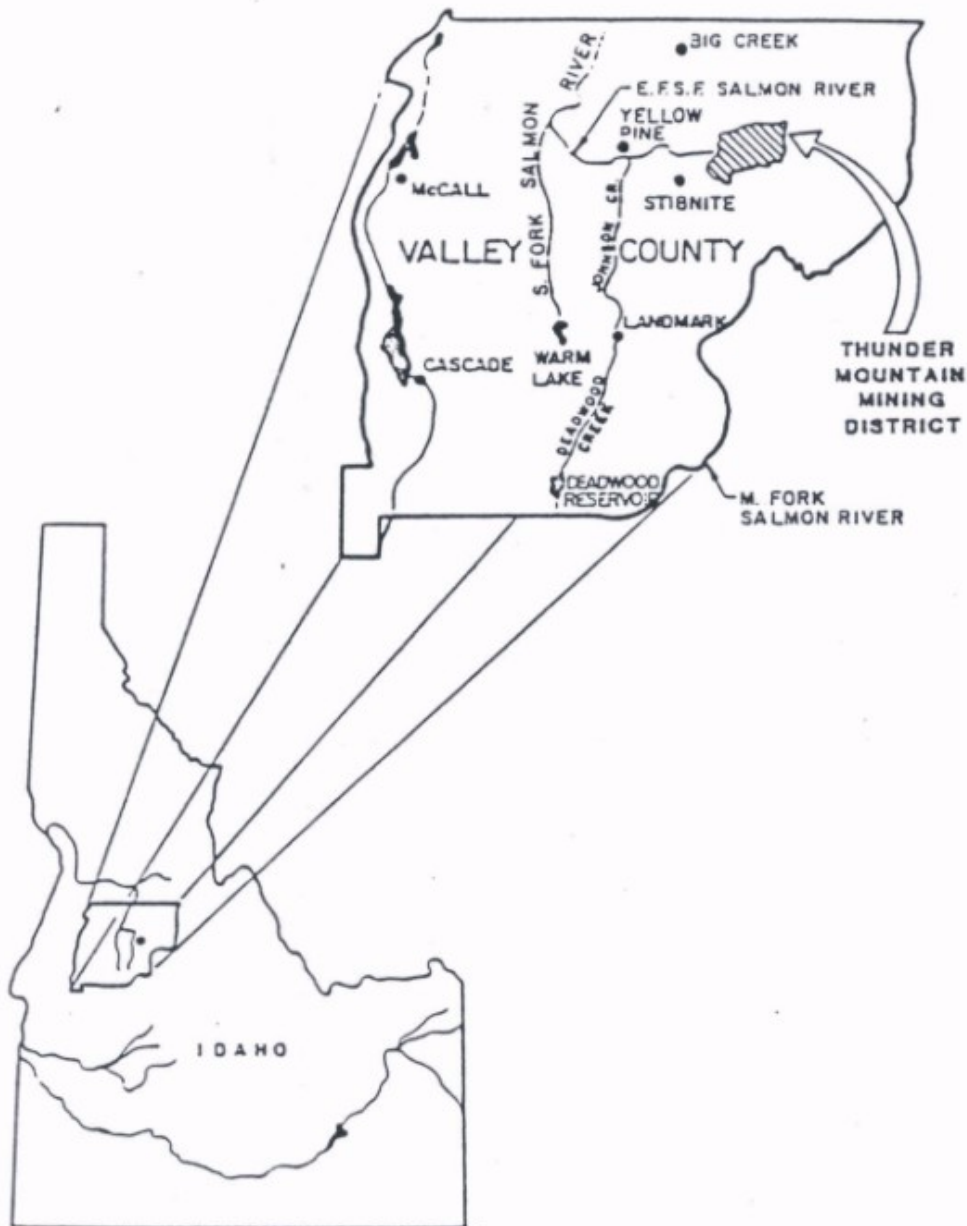 BIG CREEK
RIVER
E.F.S.F. SALMON RIVER
YELLOW
PINE
S. FORK SALMON
McCALL
STIBNITE
JOHNSON CR.
VALLEY COUNTY
LANDMARK
WARM
LAKE
CASCADE
THUNDER
MOUNTAIN
MINING
DISTRICT
DEADWOOD
CREEK
DEADWOOD
RESERVOIR
M. FORK
SALMON RIVER
IDAHO